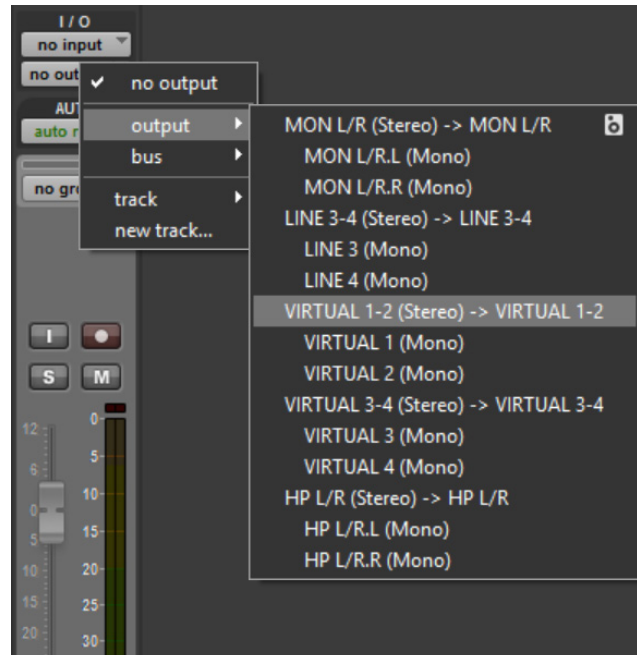 I / O
no input
no out
✓ no output
output
bus
track
new track...
AU
auto r
no gr
MON L/R (Stereo) -> MON L/R
MON L/R.L (Mono)
MON L/R.R (Mono)
LINE 3-4 (Stereo) -> LINE 3-4
LINE 3 (Mono)
LINE 4 (Mono)
VIRTUAL 1-2 (Stereo) -> VIRTUAL 1-2
VIRTUAL 1 (Mono)
VIRTUAL 2 (Mono)
VIRTUAL 3-4 (Stereo) -> VIRTUAL 3-4
VIRTUAL 3 (Mono)
VIRTUAL 4 (Mono)
HP L/R (Stereo) -> HP L/R
HP L/R.L (Mono)
HP L/R.R (Mono)
I
S M
12
6
0
5
10
15
20
0
5
10
15
20
25
30